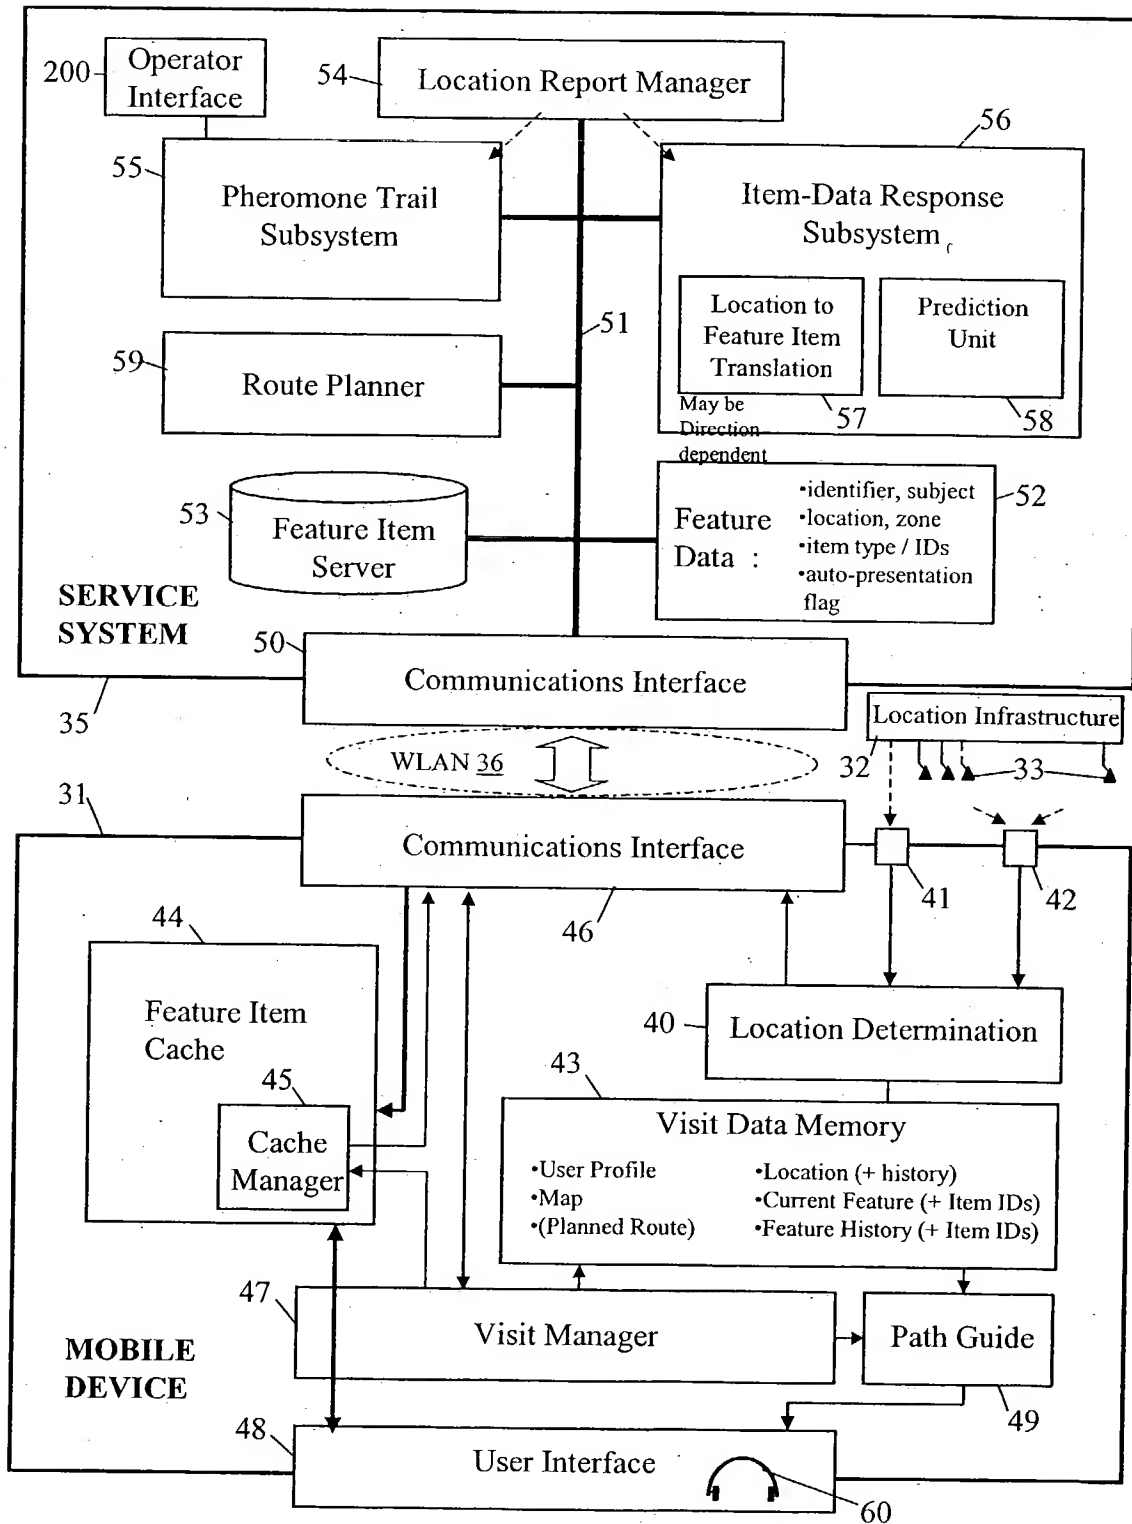 200
Operator
Interface
54
Location Report Manager
55
Pheromone Trail
Subsystem
56
Item-Data Response
Subsystem
Location to
Feature Item
Translation
57
Prediction
Unit
58
May be
Direction
dependent
51
59
Route Planner
53
Feature Item
Server
52
Feature
Data :
•identifier, subject
•location, zone
•item type / IDs
•auto-presentation
flag
SERVICE
SYSTEM
50
Communications Interface
35
Location Infrastructure
32
33
WLAN 36
31
Communications Interface
46
41
42
44
Feature Item
Cache
45
Cache
Manager
40
Location Determination
43
Visit Data Memory
•User Profile
•Map
•(Planned Route)
•Location (+ history)
•Current Feature (+ Item IDs)
•Feature History (+ Item IDs)
47
Visit Manager
Path Guide
49
MOBILE
DEVICE
48
User Interface
60